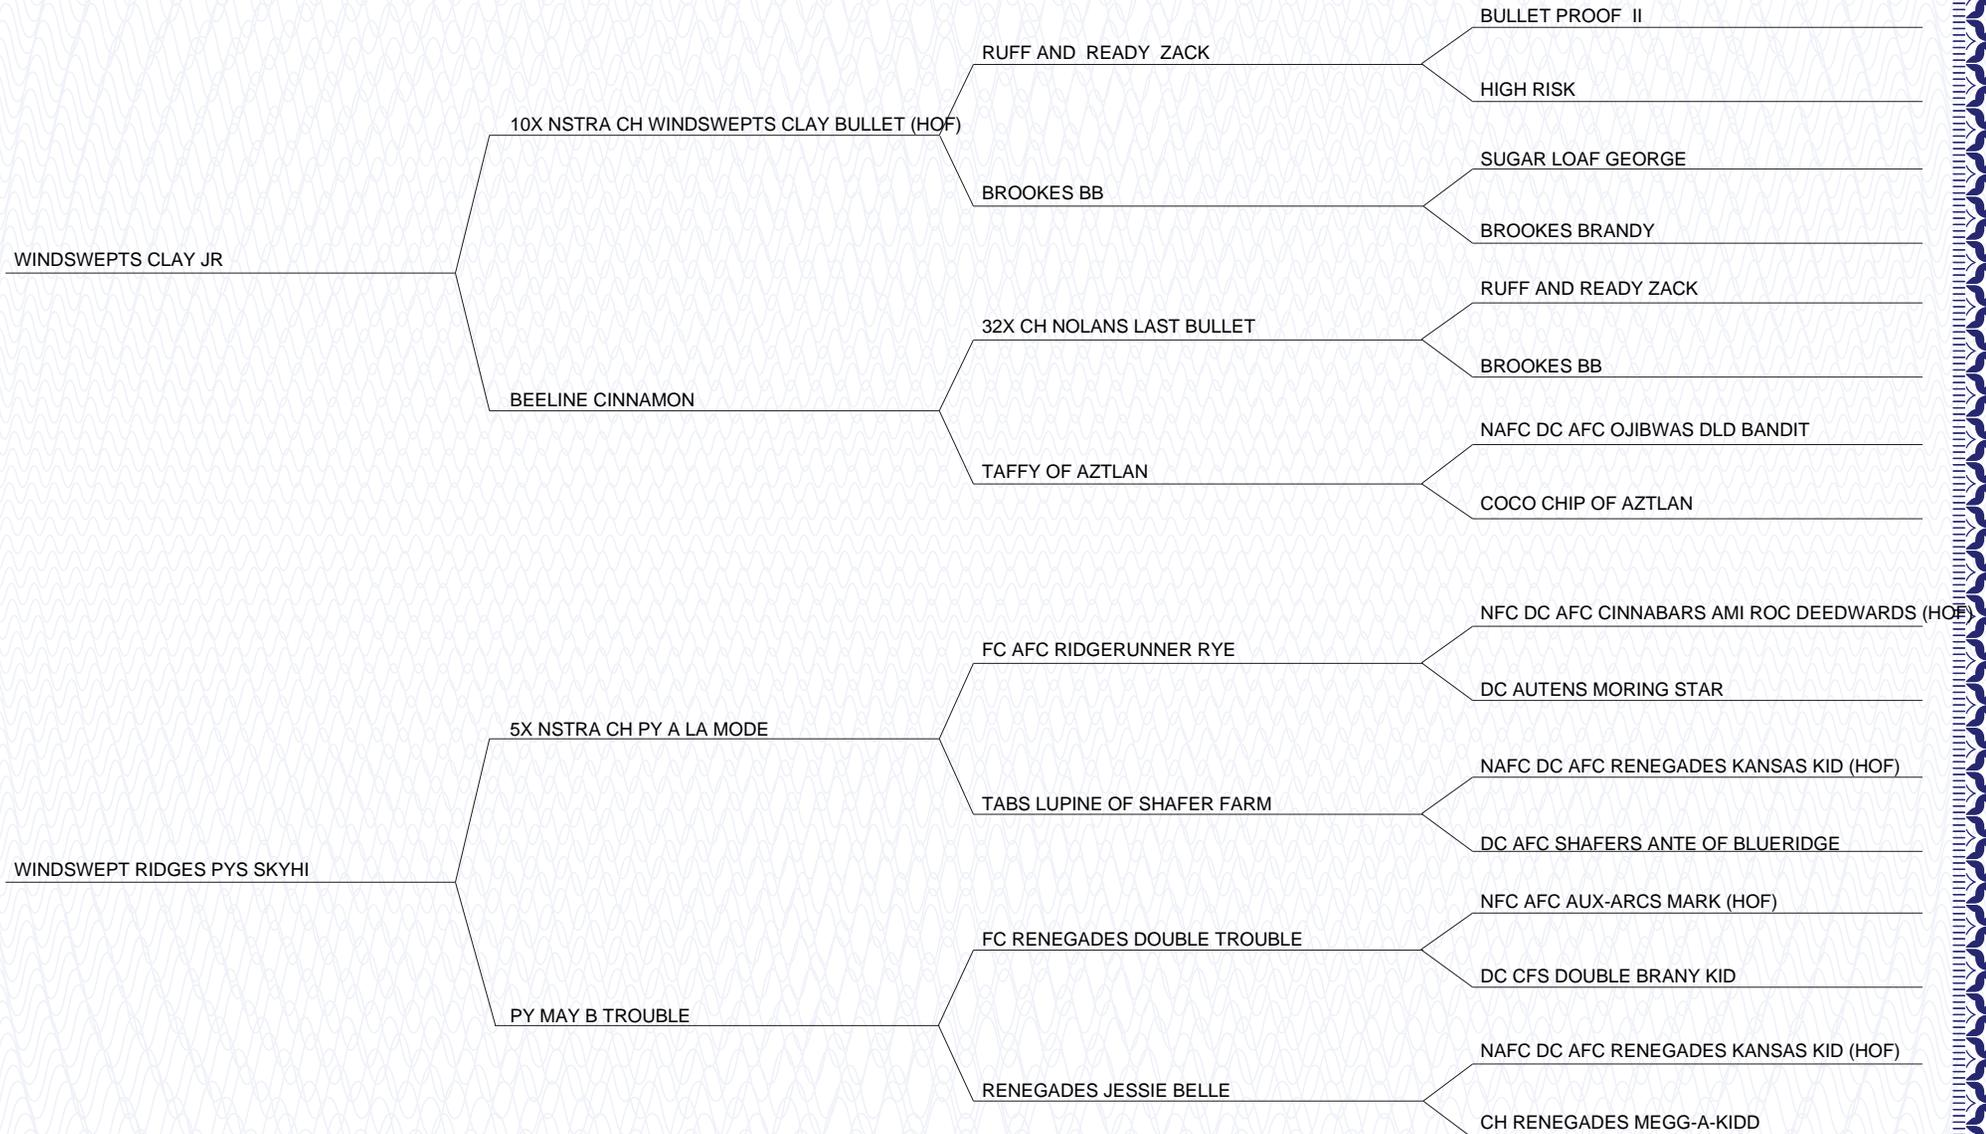 BULLET PROOF  II
RUFF AND  READY  ZACK
HIGH RISK
10X NSTRA CH WINDSWEPTS CLAY BULLET (HOF)
SUGAR LOAF GEORGE
BROOKES BB
BROOKES BRANDY
WINDSWEPTS CLAY JR
RUFF AND READY ZACK
32X CH NOLANS LAST BULLET
BROOKES BB
BEELINE CINNAMON
NAFC DC AFC OJIBWAS DLD BANDIT
TAFFY OF AZTLAN
COCO CHIP OF AZTLAN
NFC DC AFC CINNABARS AMI ROC DEEDWARDS (HOF)
FC AFC RIDGERUNNER RYE
DC AUTENS MORING STAR
5X NSTRA CH PY A LA MODE
NAFC DC AFC RENEGADES KANSAS KID (HOF)
TABS LUPINE OF SHAFER FARM
DC AFC SHAFERS ANTE OF BLUERIDGE
WINDSWEPT RIDGES PYS SKYHI
NFC AFC AUX-ARCS MARK (HOF)
FC RENEGADES DOUBLE TROUBLE
DC CFS DOUBLE BRANY KID
PY MAY B TROUBLE
NAFC DC AFC RENEGADES KANSAS KID (HOF)
RENEGADES JESSIE BELLE
CH RENEGADES MEGG-A-KIDD